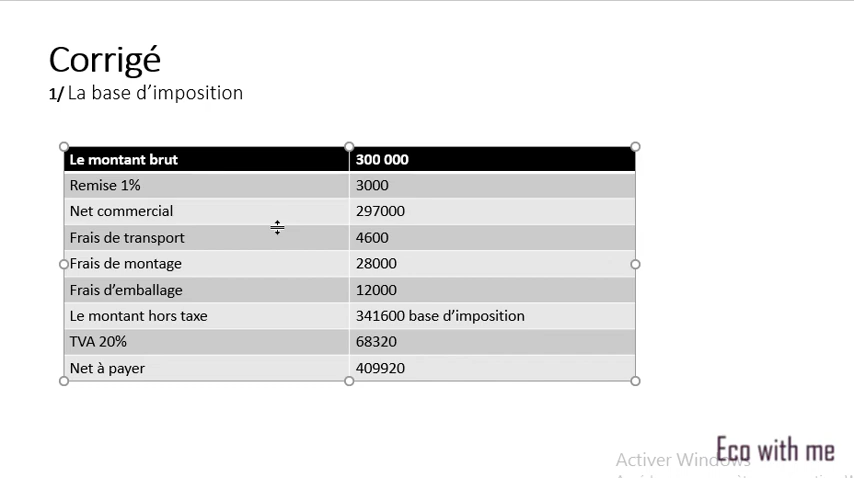 Corrigé
1/ La base d’imposition
Le montant brut 300 000
Remise 1% 3000
Net commercial 297000
Frais de transport 4600
Frais de montage 28000
Frais d’emballage 12000
Le montant hors taxe 341600 base d’imposition
TVA 20% 68320
Net à payer 409920
Eco with me
Activer Windows